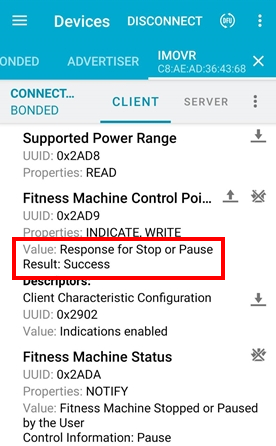 Devices DISCONNECT DFU
ONDED ADVERTISER IMOVR
C8:AE:AD:36:43:68
CONNECT...
BONDED CLIENT SERVER
Supported Power Range
UUID: 0x2AD8
Properties: READ
Fitness Machine Control Poi...
UUID: 0x2AD9
Properties: INDICATE, WRITE
Value: Response for Stop or Pause
Result: Success
Descriptors:
Client Characteristic Configuration
UUID: 0x2902
Value: Indications enabled
Fitness Machine Status
UUID: 0x2ADA
Properties: NOTIFY
Value: Fitness Machine Stopped or Paused
by the User
Control Information: Pause